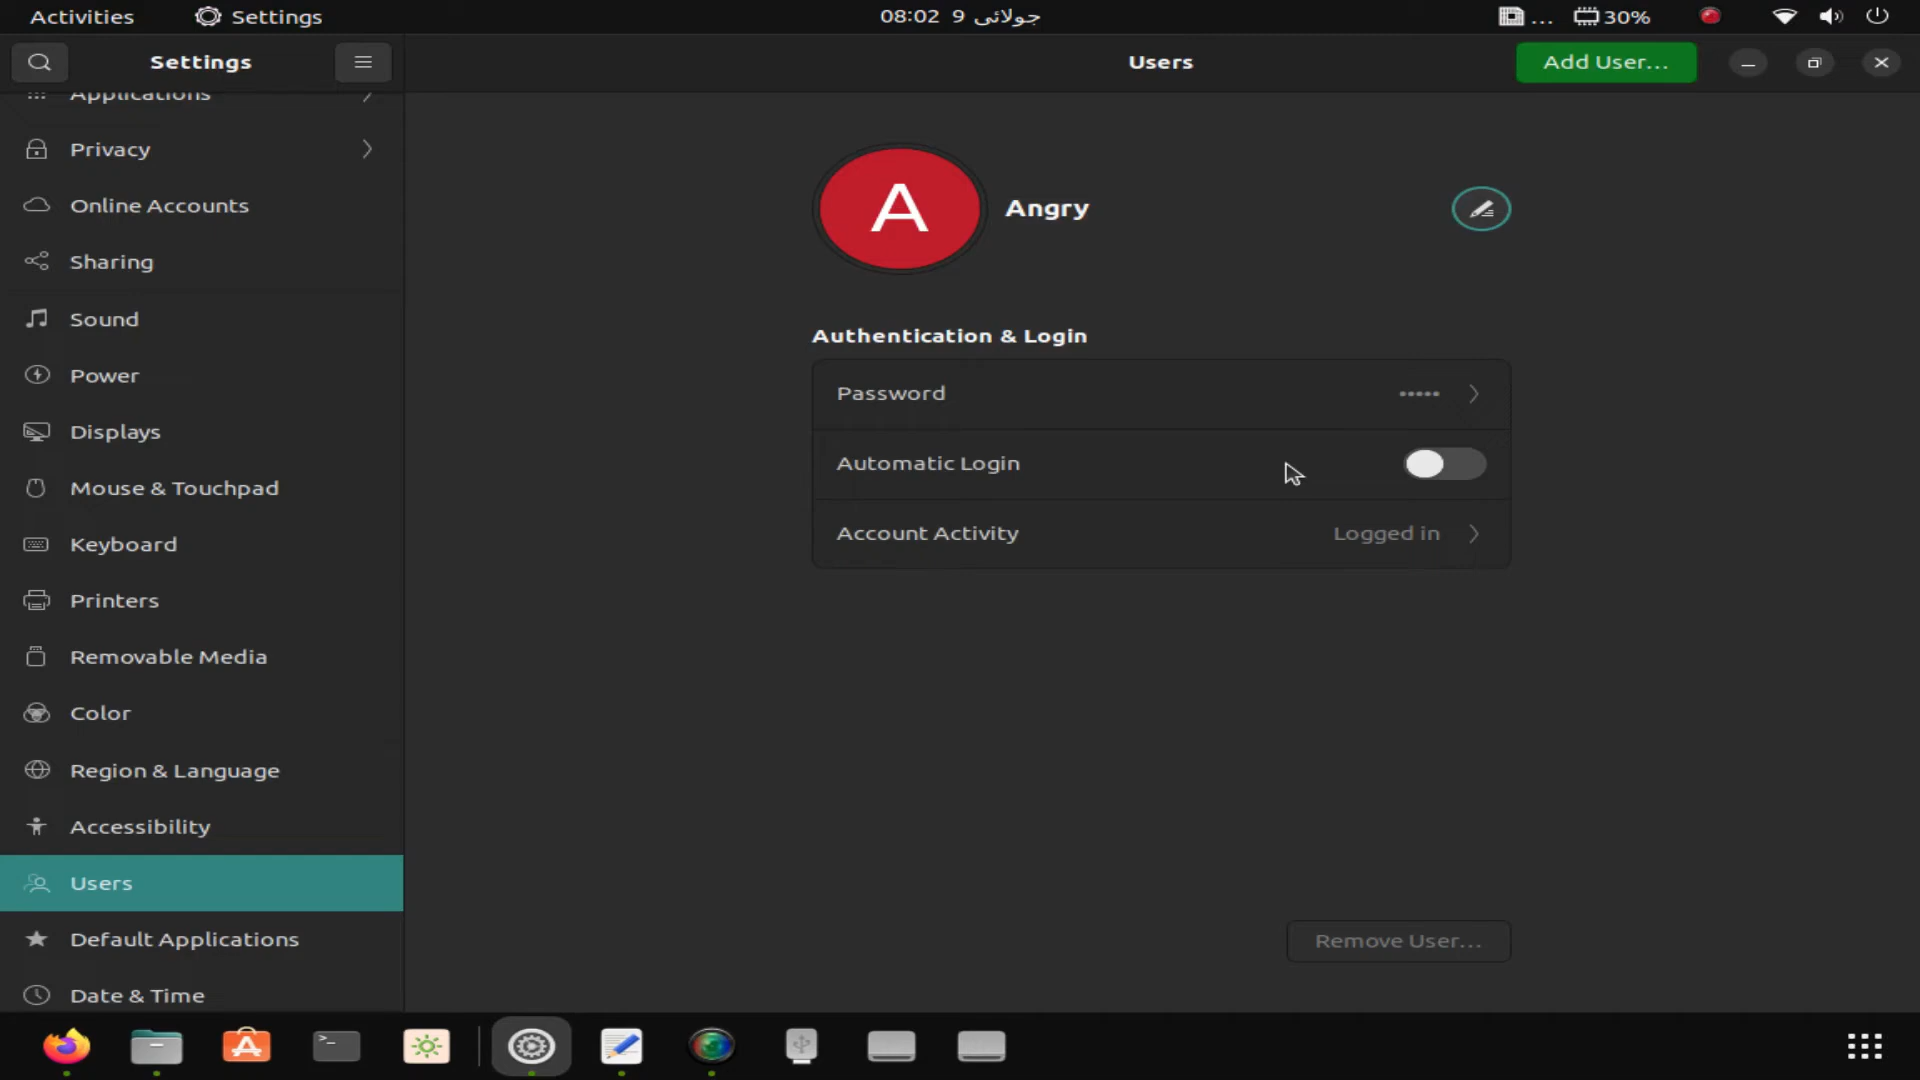 Activities
Settings
08:02 9 جولائی
...
30%
Settings
Users
Add User...
Applications
Privacy
Online Accounts
Sharing
Sound
Power
Displays
Mouse & Touchpad
Keyboard
Printers
Removable Media
Color
Region & Language
Accessibility
Users
Default Applications
Date & Time
A
Angry
Authentication & Login
Password •••••
Automatic Login
Account Activity Logged in
Remove User...